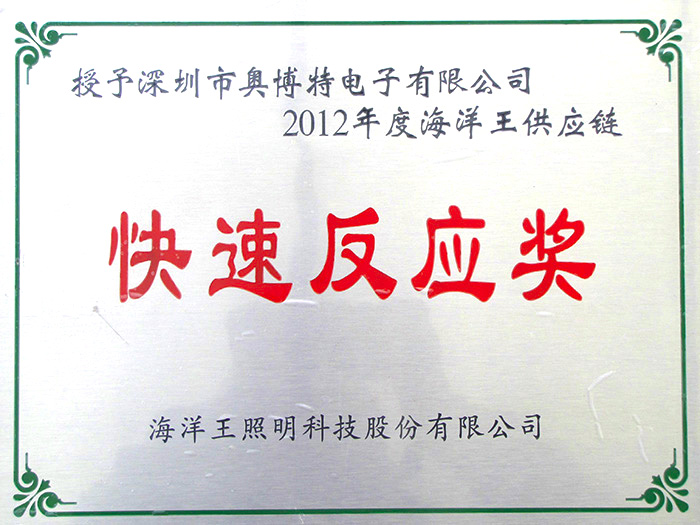 授予深圳市奥博特电子有限公司
2012年度海洋王供应链
快速反应奖
海洋王照明科技股份有限公司